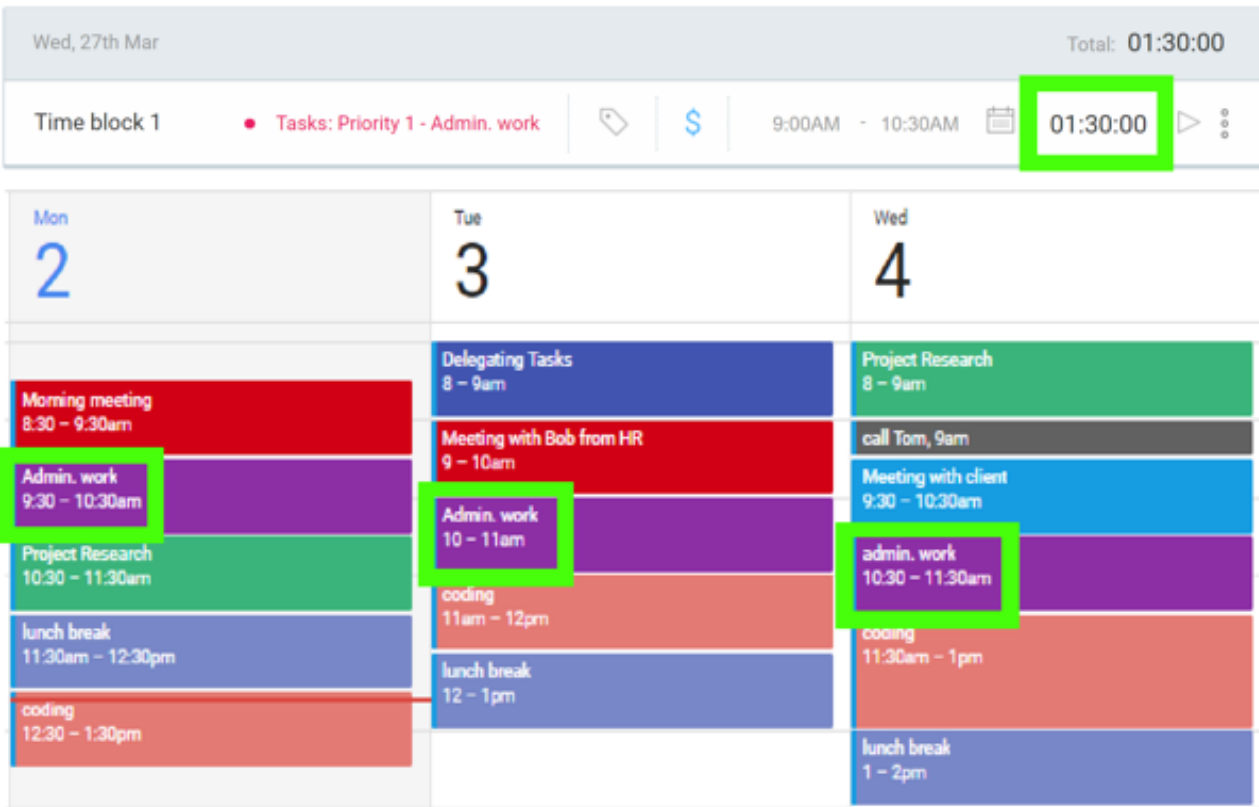 Wed, 27th Mar Total: 01:30:00
Time block 1 Tasks: Priority 1 - Admin. work $ 9:00AM - 10:30AM 01:30:00
Mon
2
Morning meeting
8:30 – 9:30am
Admin. work
9:30 – 10:30am
Project Research
10:30 – 11:30am
lunch break
11:30am – 12:30pm
coding
12:30 – 1:30pm
Tue
3
Delegating Tasks
8 – 9am
Meeting with Bob from HR
9 – 10am
Admin. work
10 – 11am
coding
11am – 12pm
lunch break
12 – 1pm
Wed
4
Project Research
8 – 9am
call Tom, 9am
Meeting with client
9:30 – 10:30am
admin. work
10:30 – 11:30am
coding
11:30am – 1pm
lunch break
1 – 2pm